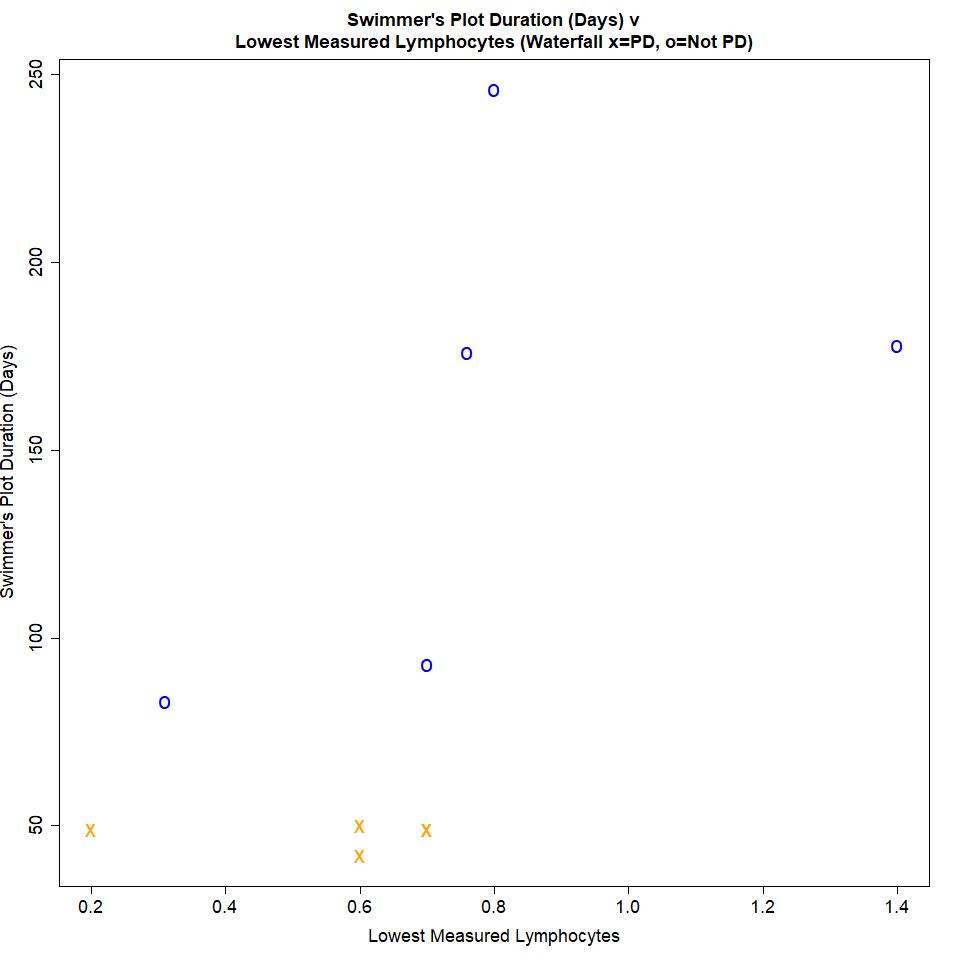 Swimmer's Plot Duration (Days) v
Lowest Measured Lymphocytes (Waterfall x=PD, o=Not PD)
Swimmer's Plot Duration (Days)
250
200
150
100
50
O
O
O
O
O
X
X
X
X
0.2
0.4
0.6
0.8
1.0
1.2
1.4
Lowest Measured Lymphocytes